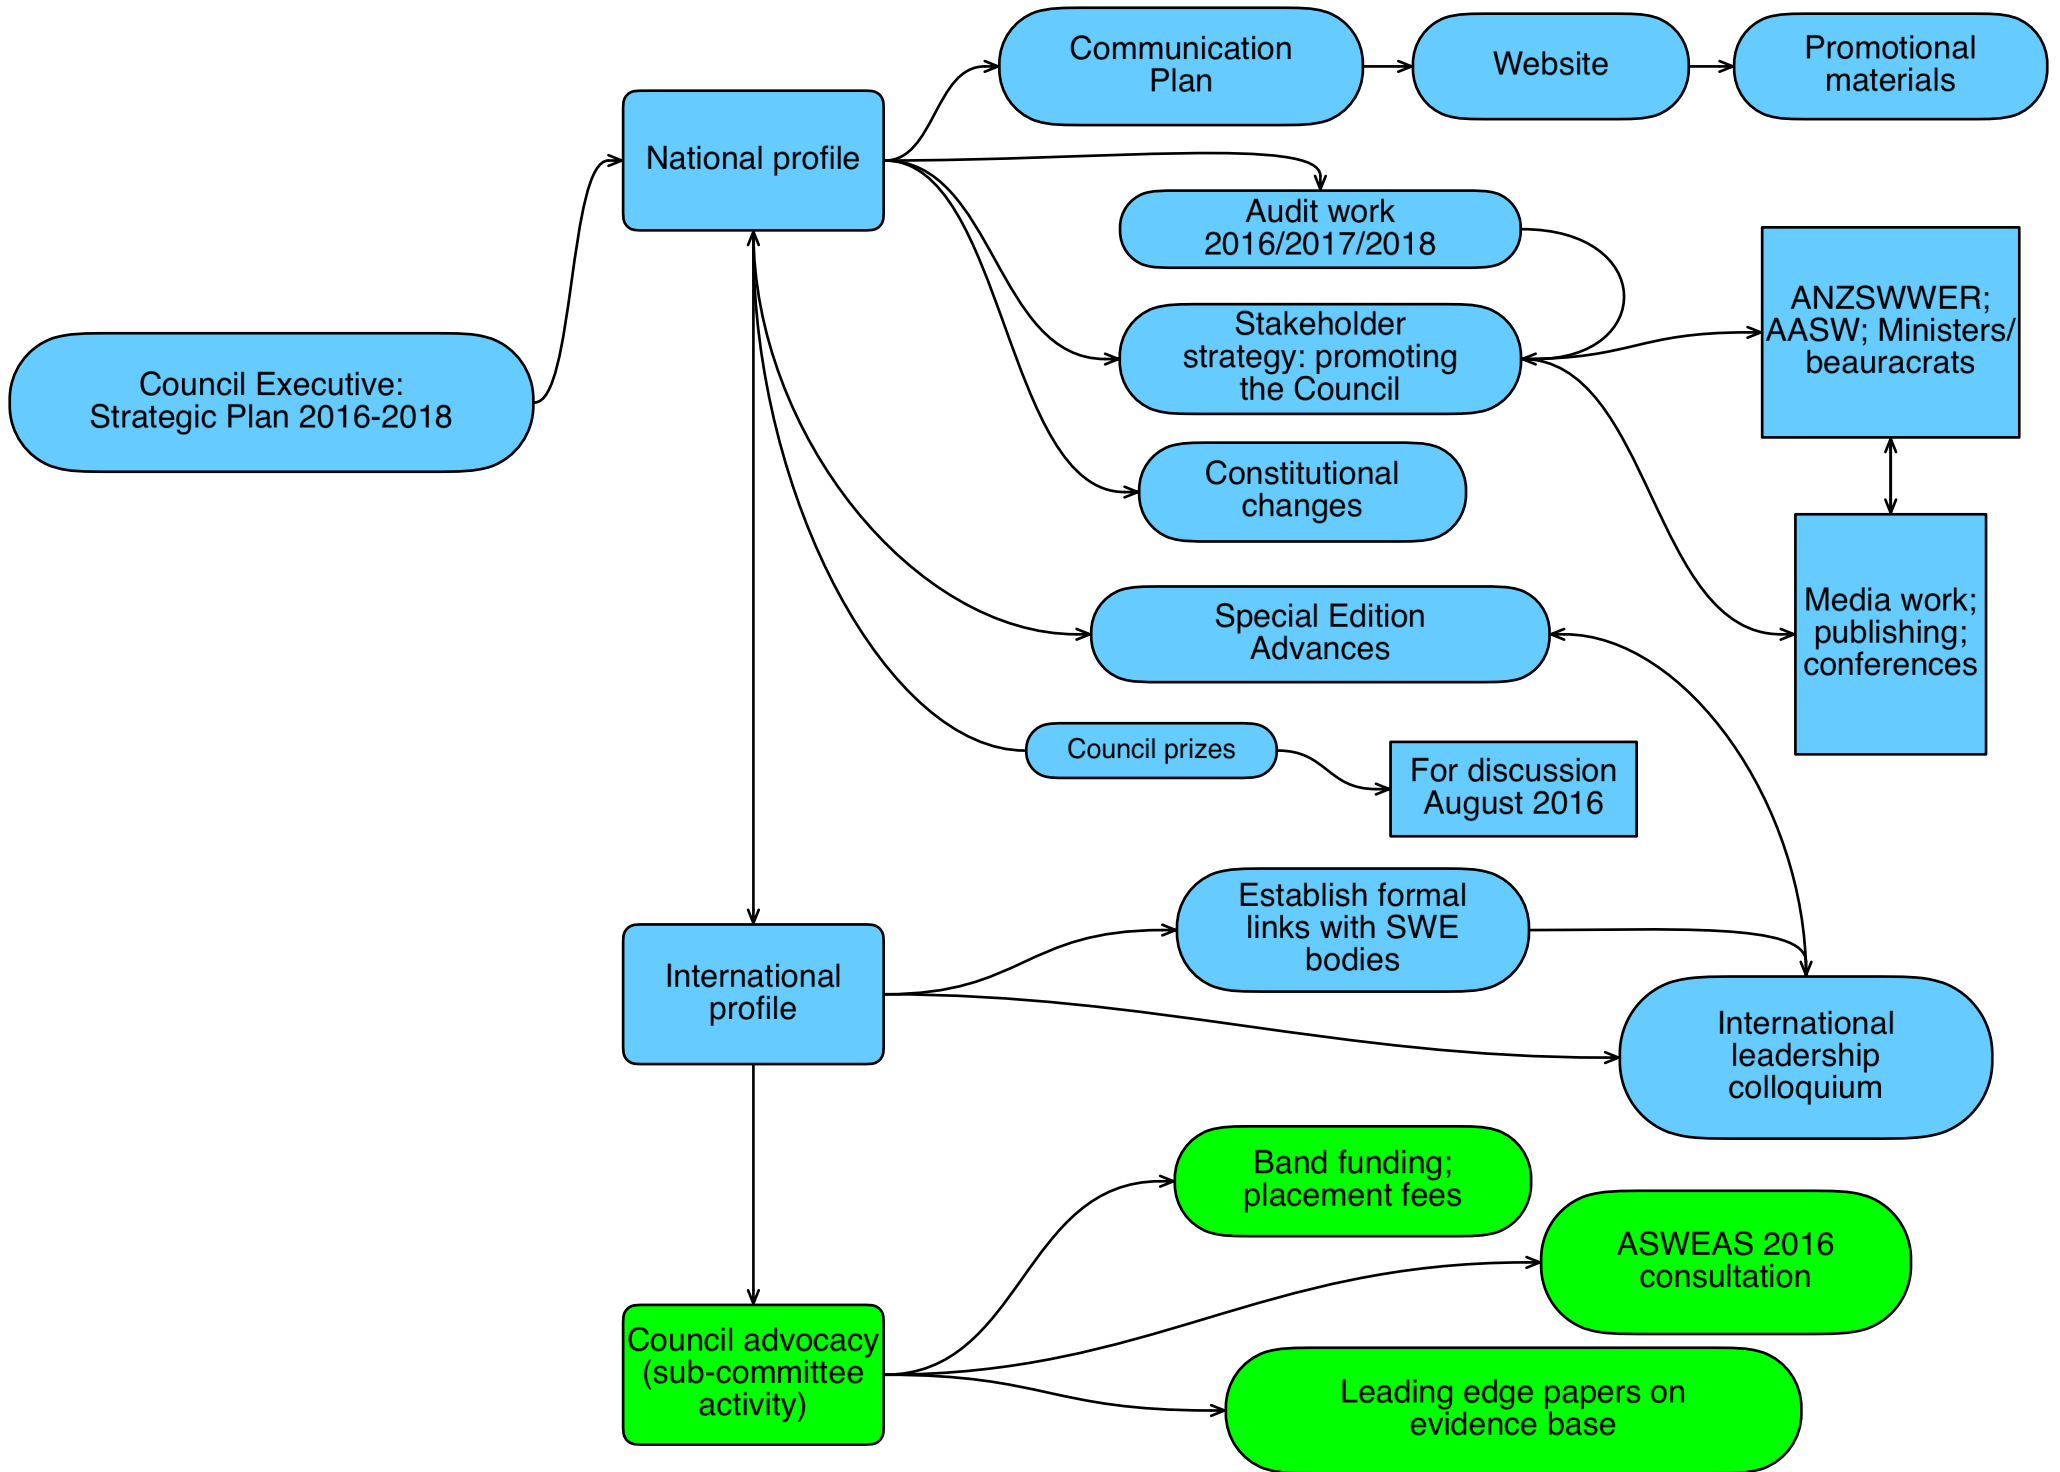 Communication
Plan
Website
Promotional
materials
National profile
Audit work
2016/2017/2018
ANZSWWER;
AASW; Ministers/
beauracrats
Stakeholder
strategy: promoting
the Council
Council Executive:
Strategic Plan 2016-2018
Constitutional
changes
Special Edition
Advances
Media work;
publishing;
conferences
Council prizes
For discussion
August 2016
Establish formal
links with SWE
bodies
International
profile
International
leadership
colloquium
Band funding;
placement fees
ASWEAS 2016
consultation
Council advocacy
(sub-committee
activity)
Leading edge papers on
evidence base